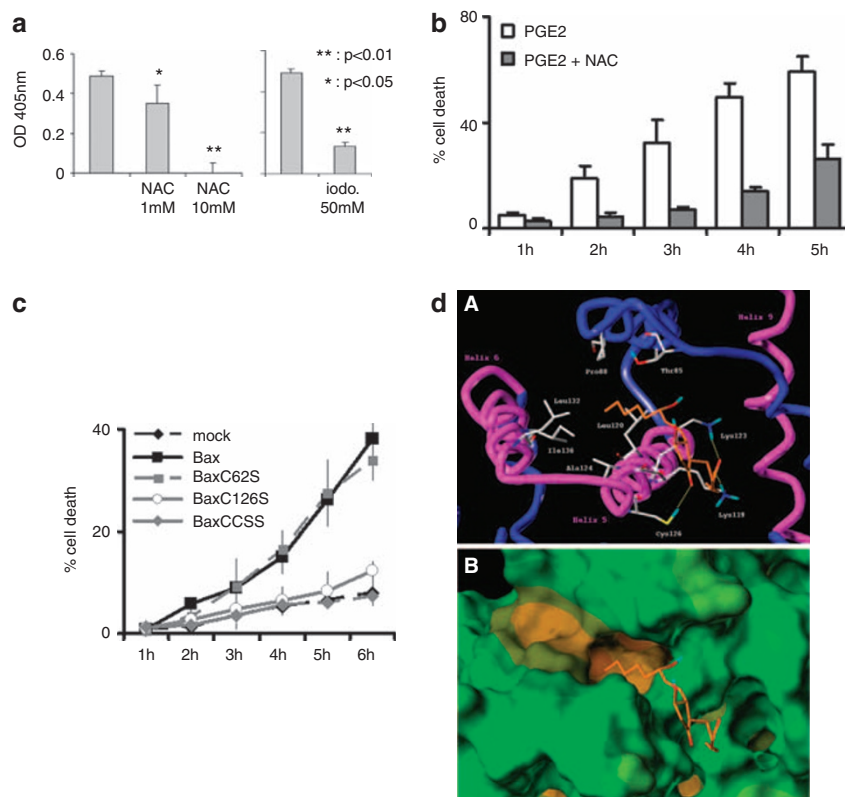 a
0.6
0.4
0.2
0
OD 405nm
*
**
NAC
1mM
NAC
10mM
** : p<0.01
* : p<0.05
**
iodo.
50mM
b
80
40
0
% cell death
PGE2
PGE2 + NAC
1h 2h 3h 4h 5h
c
40
20
0
% cell death
mock
Bax
BaxC62S
BaxC126S
BaxCCSS
1h 2h 3h 4h 5h 6h
d
A
Helix 9
Helix 6
Pro88
Thr85
Leu132
Leu120
Lys123
Ile136
Ala124
Lys119
Helix 5
Cys126
B